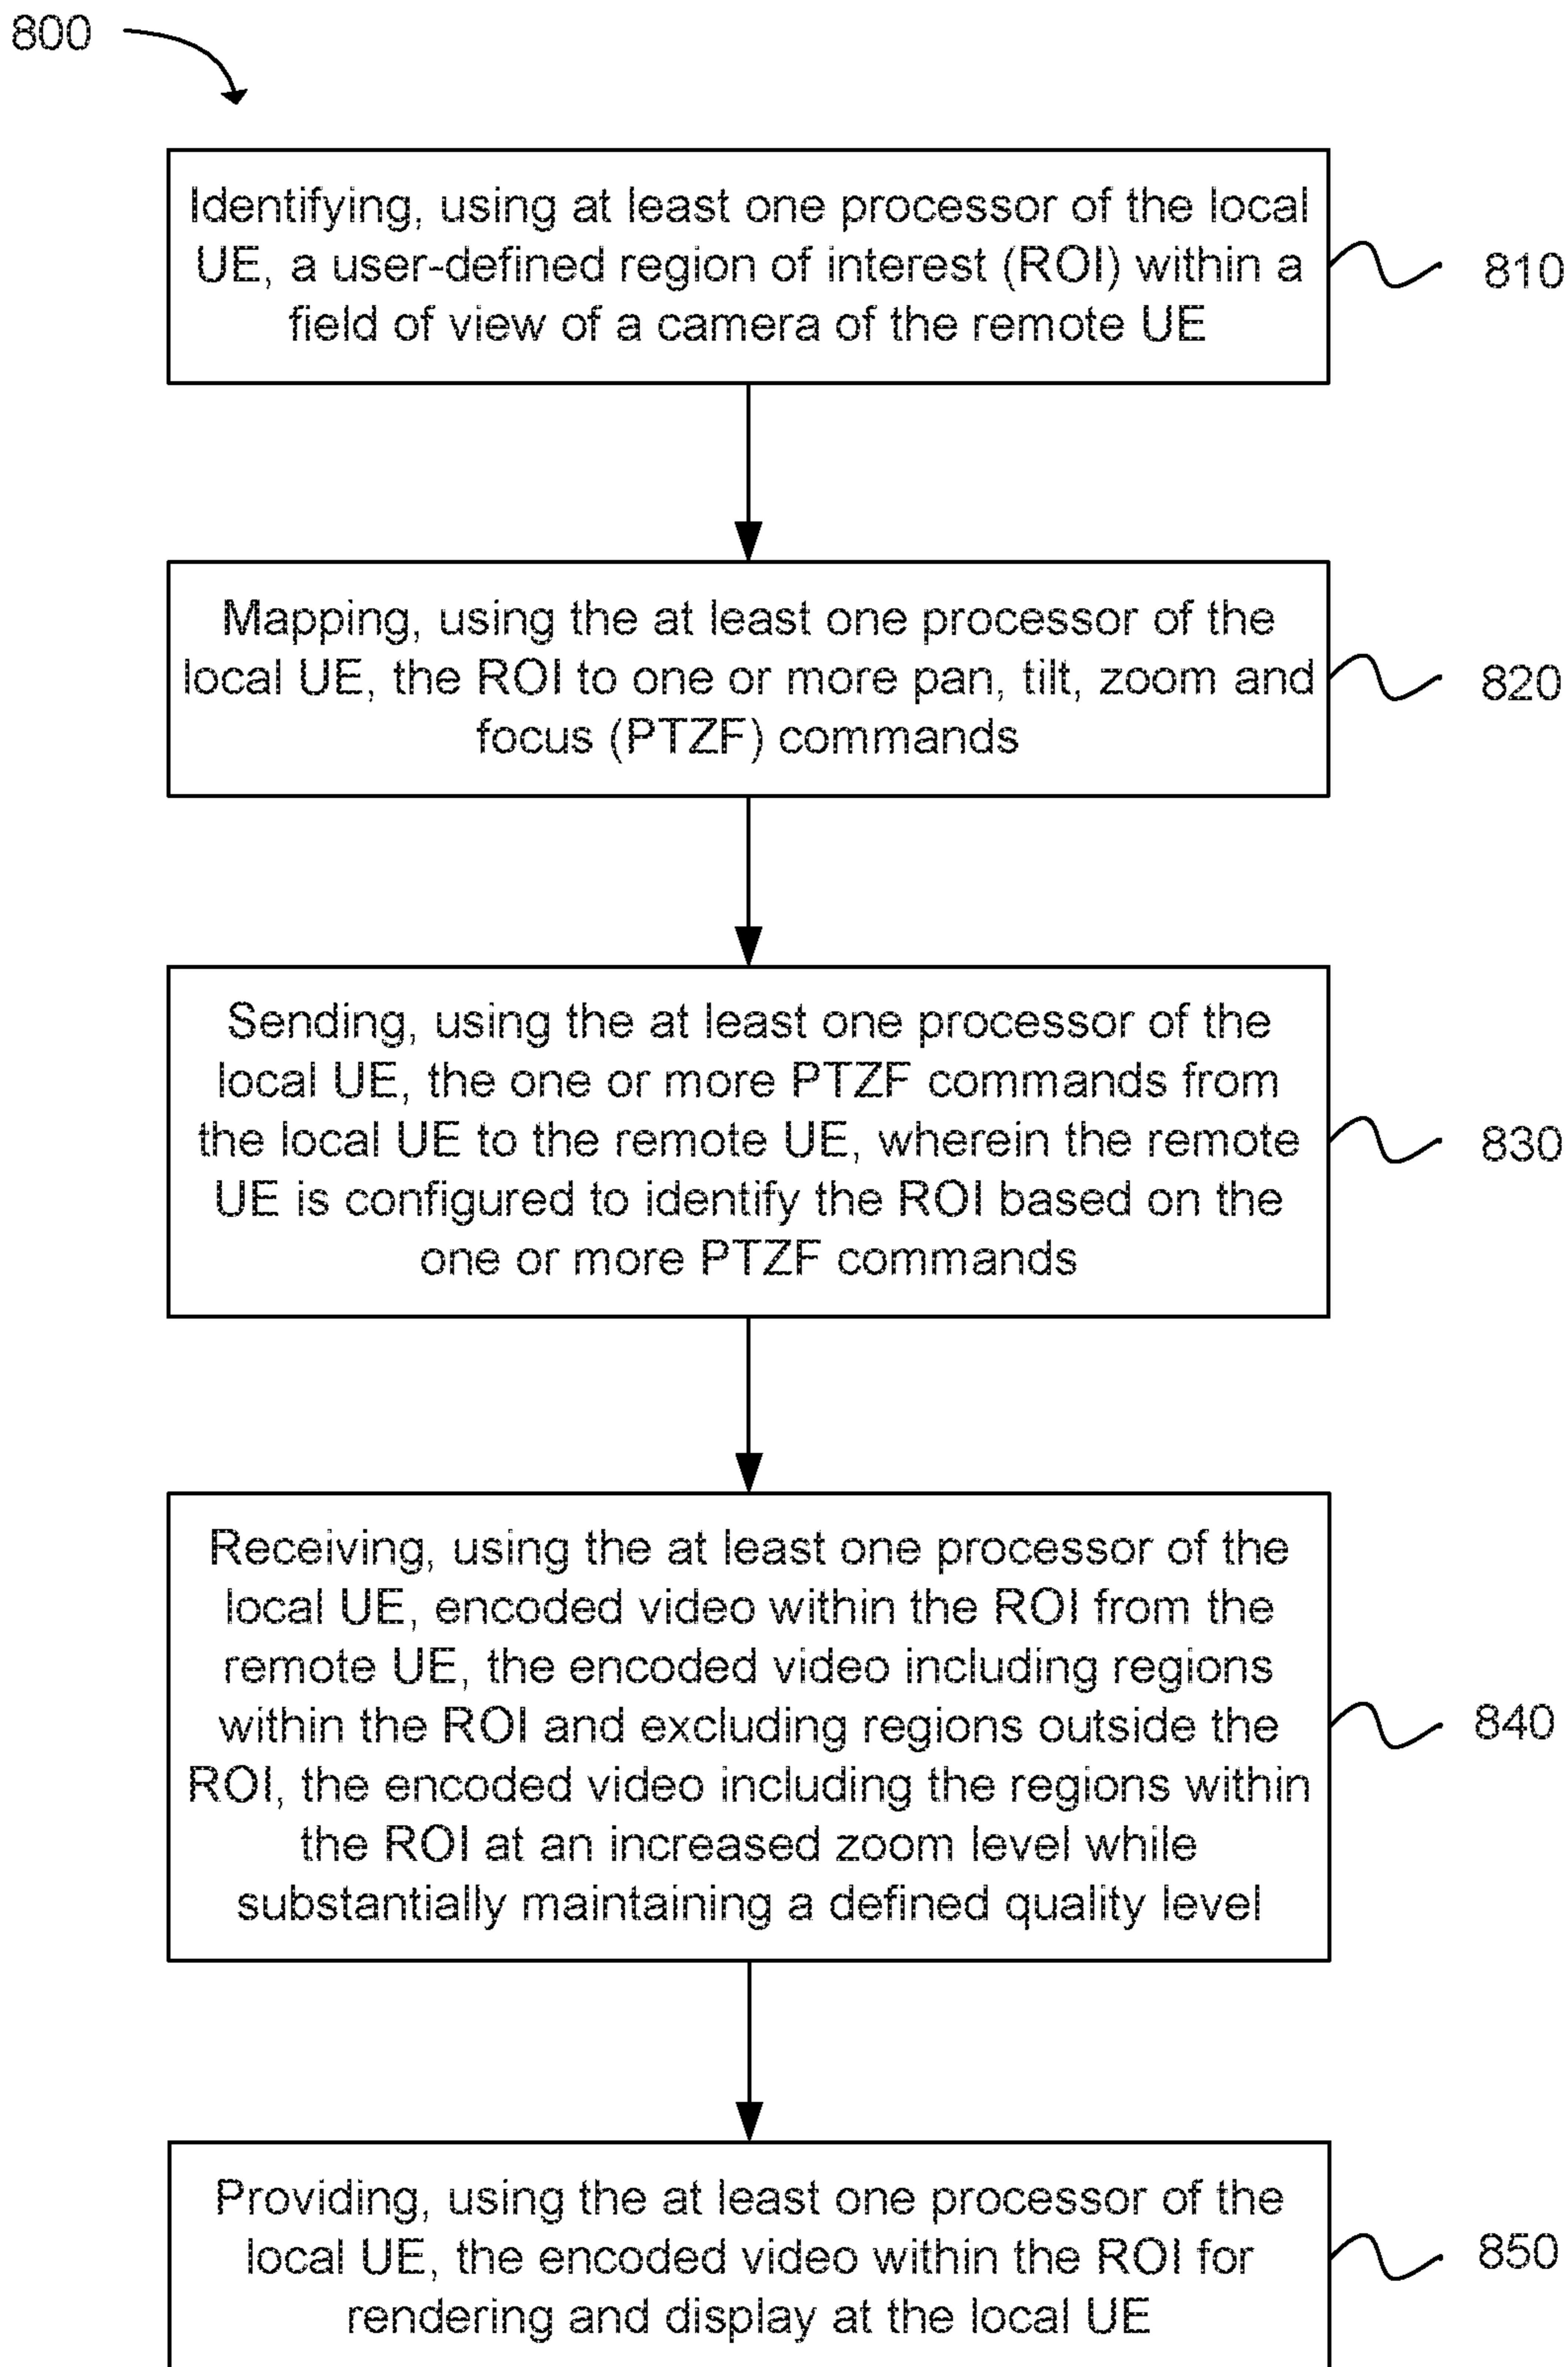 800
Identifying, using at least one processor of the local
UE, a user-defined region of interest (ROI) within a
field of view of a camera of the remote UE
810
Mapping, using the at least one processor of the
local UE, the ROI to one or more pan, tilt, zoom and
focus (PTZF) commands
820
Sending, using the at least one processor of the
local UE, the one or more PTZF commands from
the local UE to the remote UE, wherein the remote
UE is configured to identify the ROI based on the
one or more PTZF commands
830
Receiving, using the at least one processor of the
local UE, encoded video within the ROI from the
remote UE, the encoded video including regions
within the ROI and excluding regions outside the
ROI, the encoded video including the regions within
the ROI at an increased zoom level while
substantially maintaining a defined quality level
840
Providing, using the at least one processor of the
local UE, the encoded video within the ROI for
rendering and display at the local UE
850